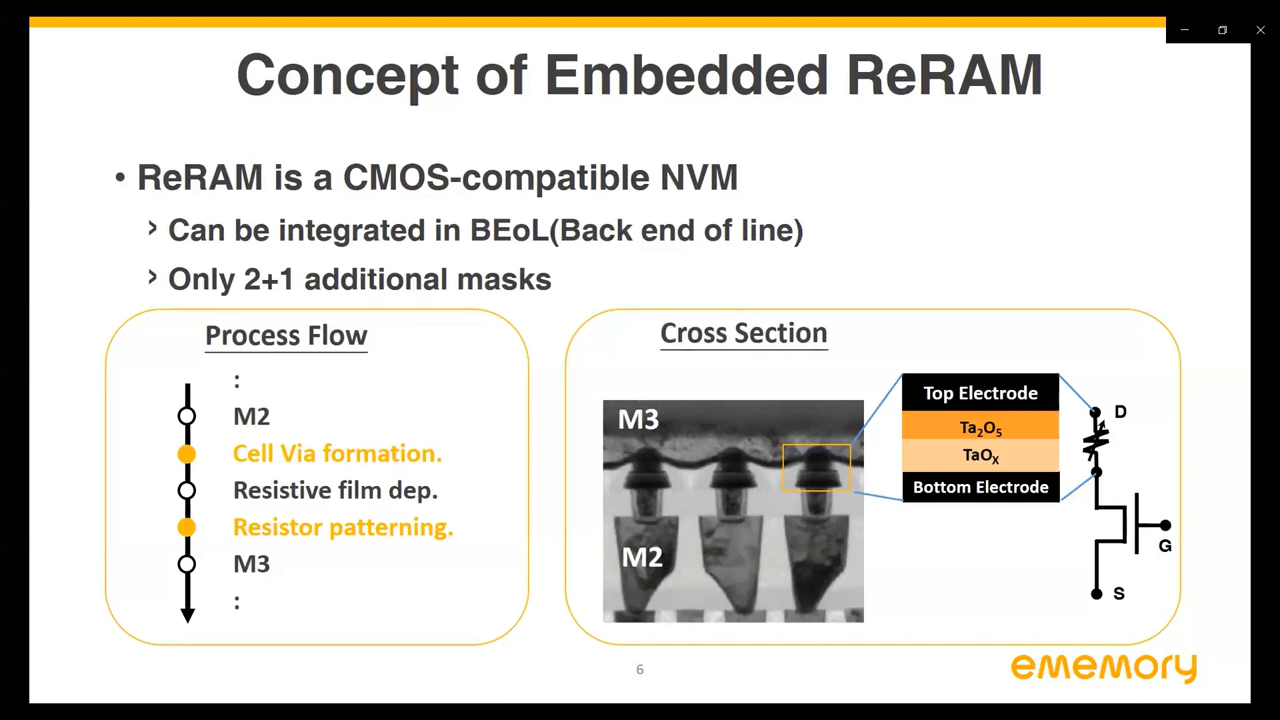 Concept of Embedded ReRAM
• ReRAM is a CMOS-compatible NVM
› Can be integrated in BEoL(Back end of line)
› Only 2+1 additional masks
Process Flow
:
M2
Cell Via formation.
Resistive film dep.
Resistor patterning.
M3
:
Cross Section
M3
M2
Top Electrode
Ta₂O₅
TaOₓ
Bottom Electrode
D
G
S
6
ememory